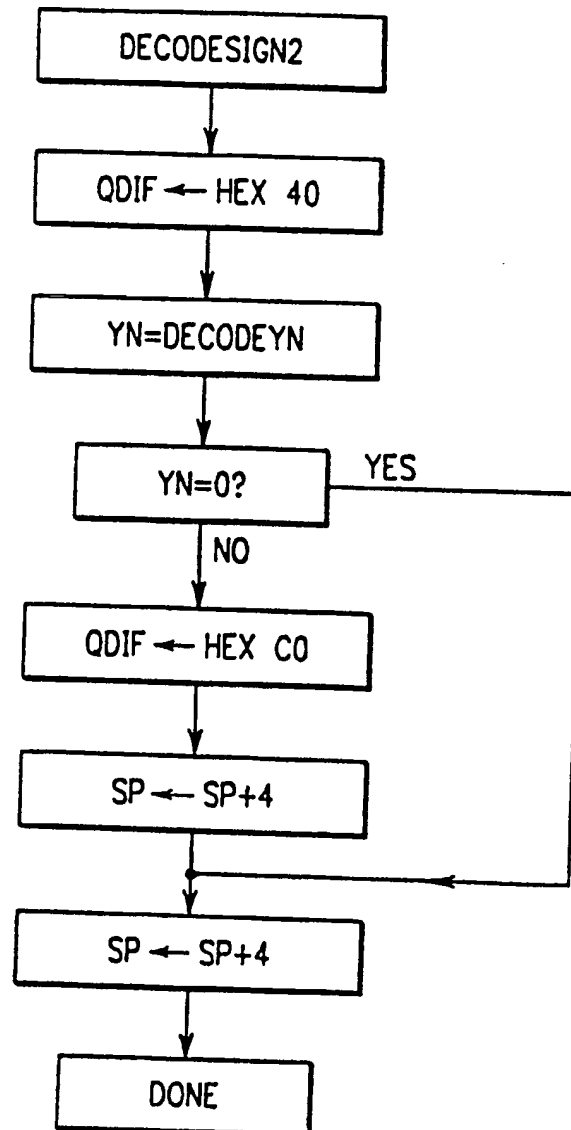 DECODESIGN2
QDIF ← HEX 40
YN=DECODEYN
YN=0?
YES
NO
QDIF ← HEX C0
SP ← SP+4
SP ← SP+4
DONE